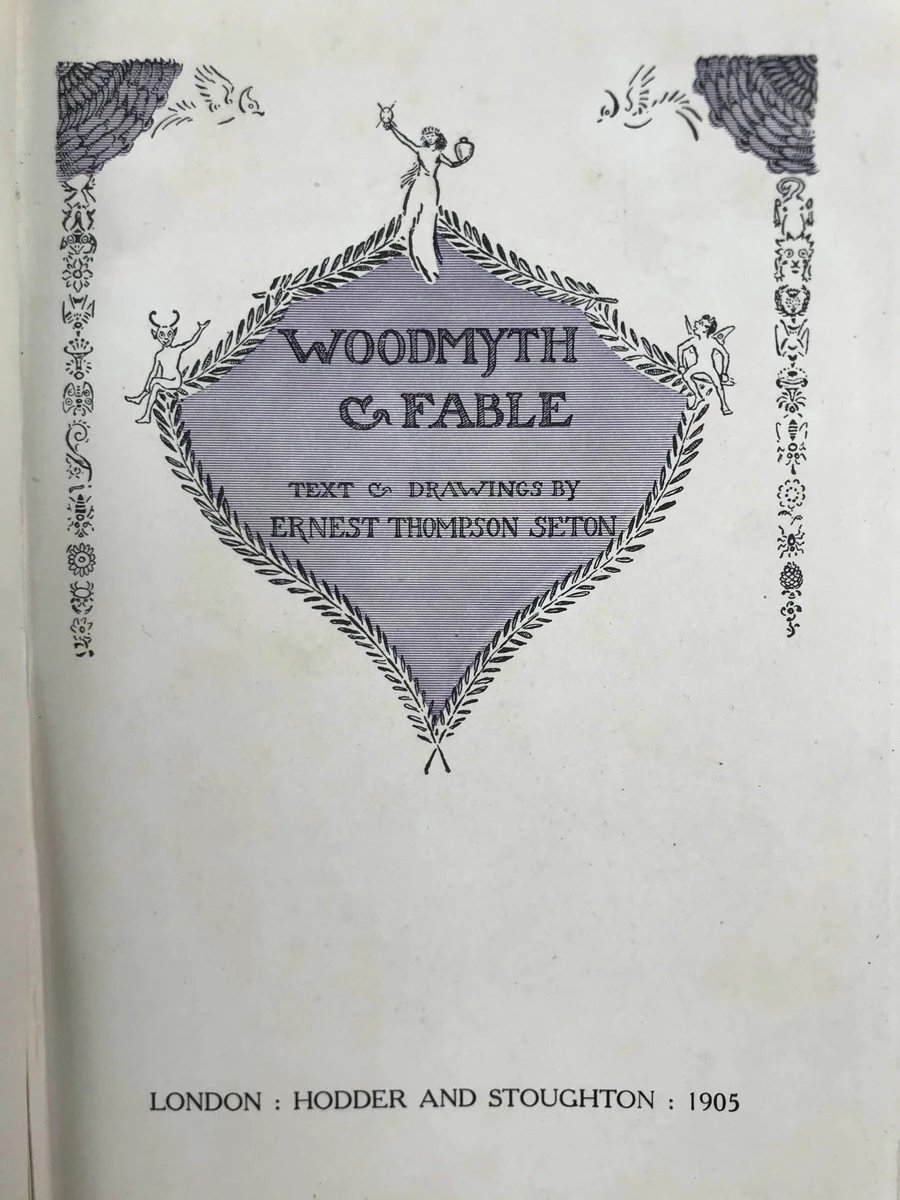 WOODMYTH
& FABLE
TEXT & DRAWINGS BY
ERNEST THOMPSON SETON
LONDON : HODDER AND STOUGHTON : 1905